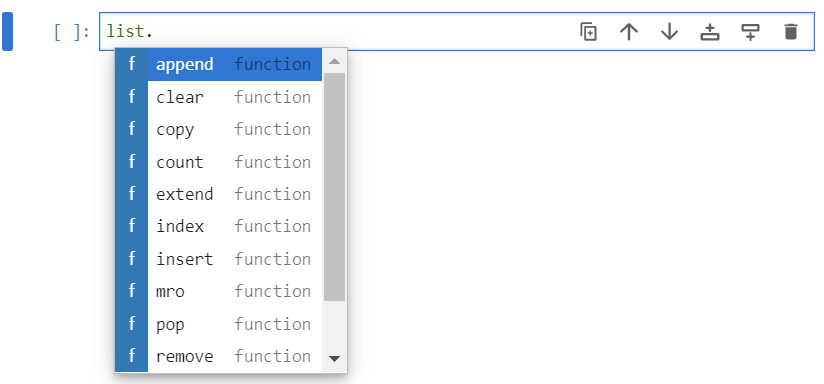 [ ]: list.
f append function
f clear function
f copy function
f count function
f extend function
f index function
f insert function
f mro function
f pop function
f remove function